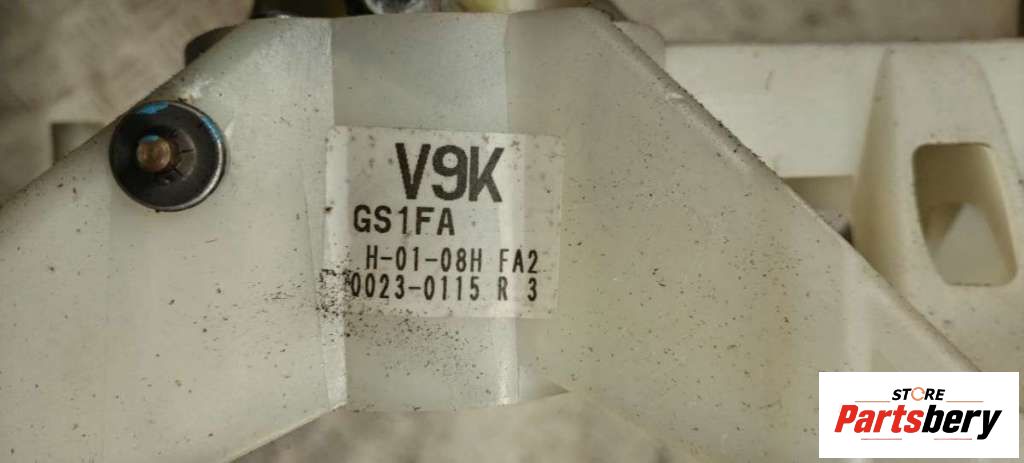 V9K
GS1FA
H-01-08H FA2
0023-0115 R 3
STORE
Partsbery